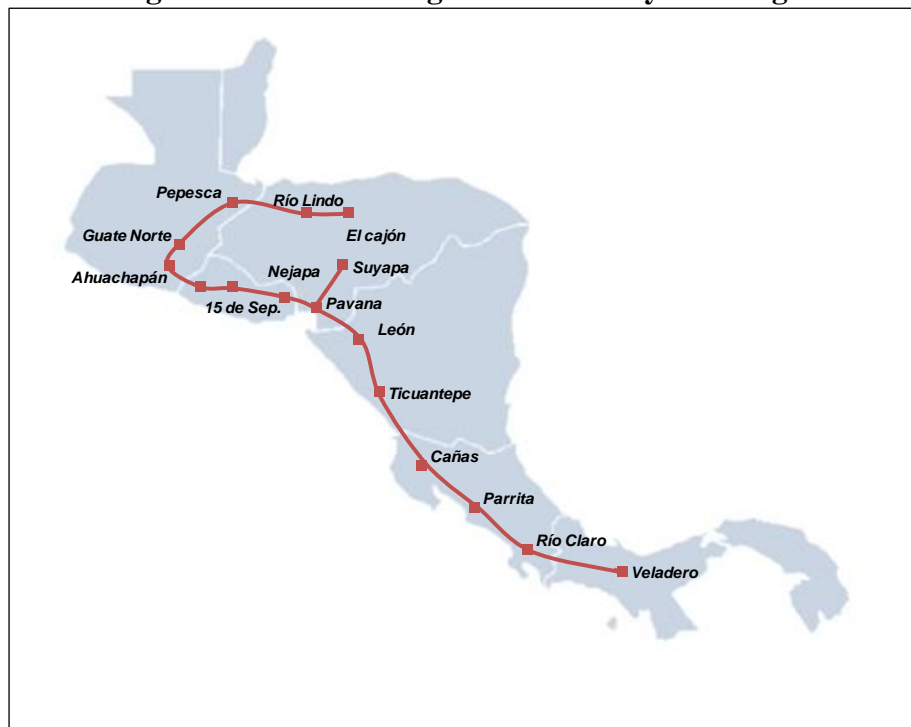 Pepesca
Río Lindo
Guate Norte
El cajón
Ahuachapán
Nejapa
Suyapa
15 de Sep.
Pavana
León
Ticuantepe
Cañas
Parrita
Río Claro
Veladero